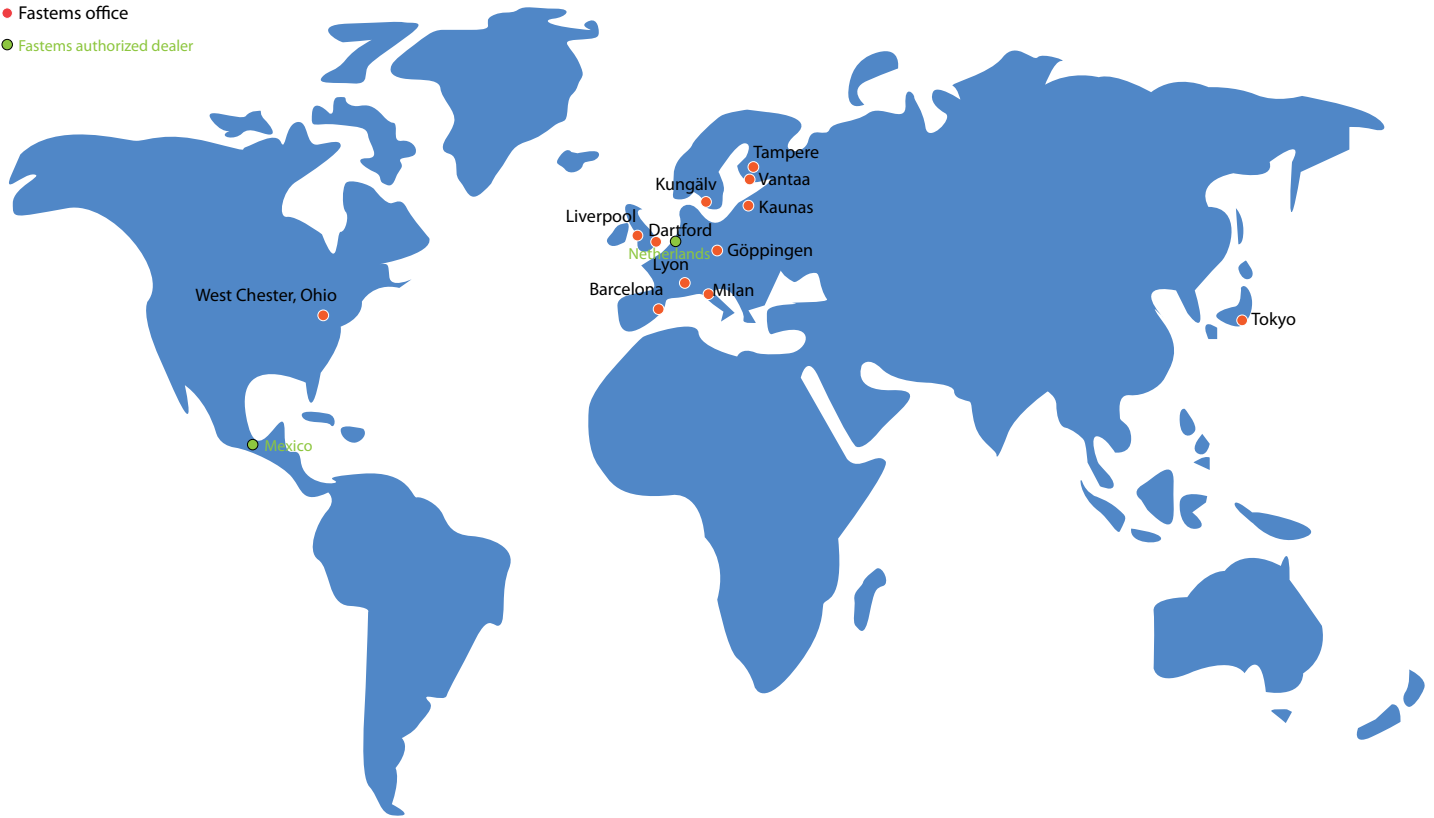 Fastems office
Fastems authorized dealer
Tampere
Vantaa
Kungälv
Kaunas
Liverpool
Dartford
Netherlands
Göppingen
Lyon
Barcelona
Milan
West Chester, Ohio
Tokyo
Mexico